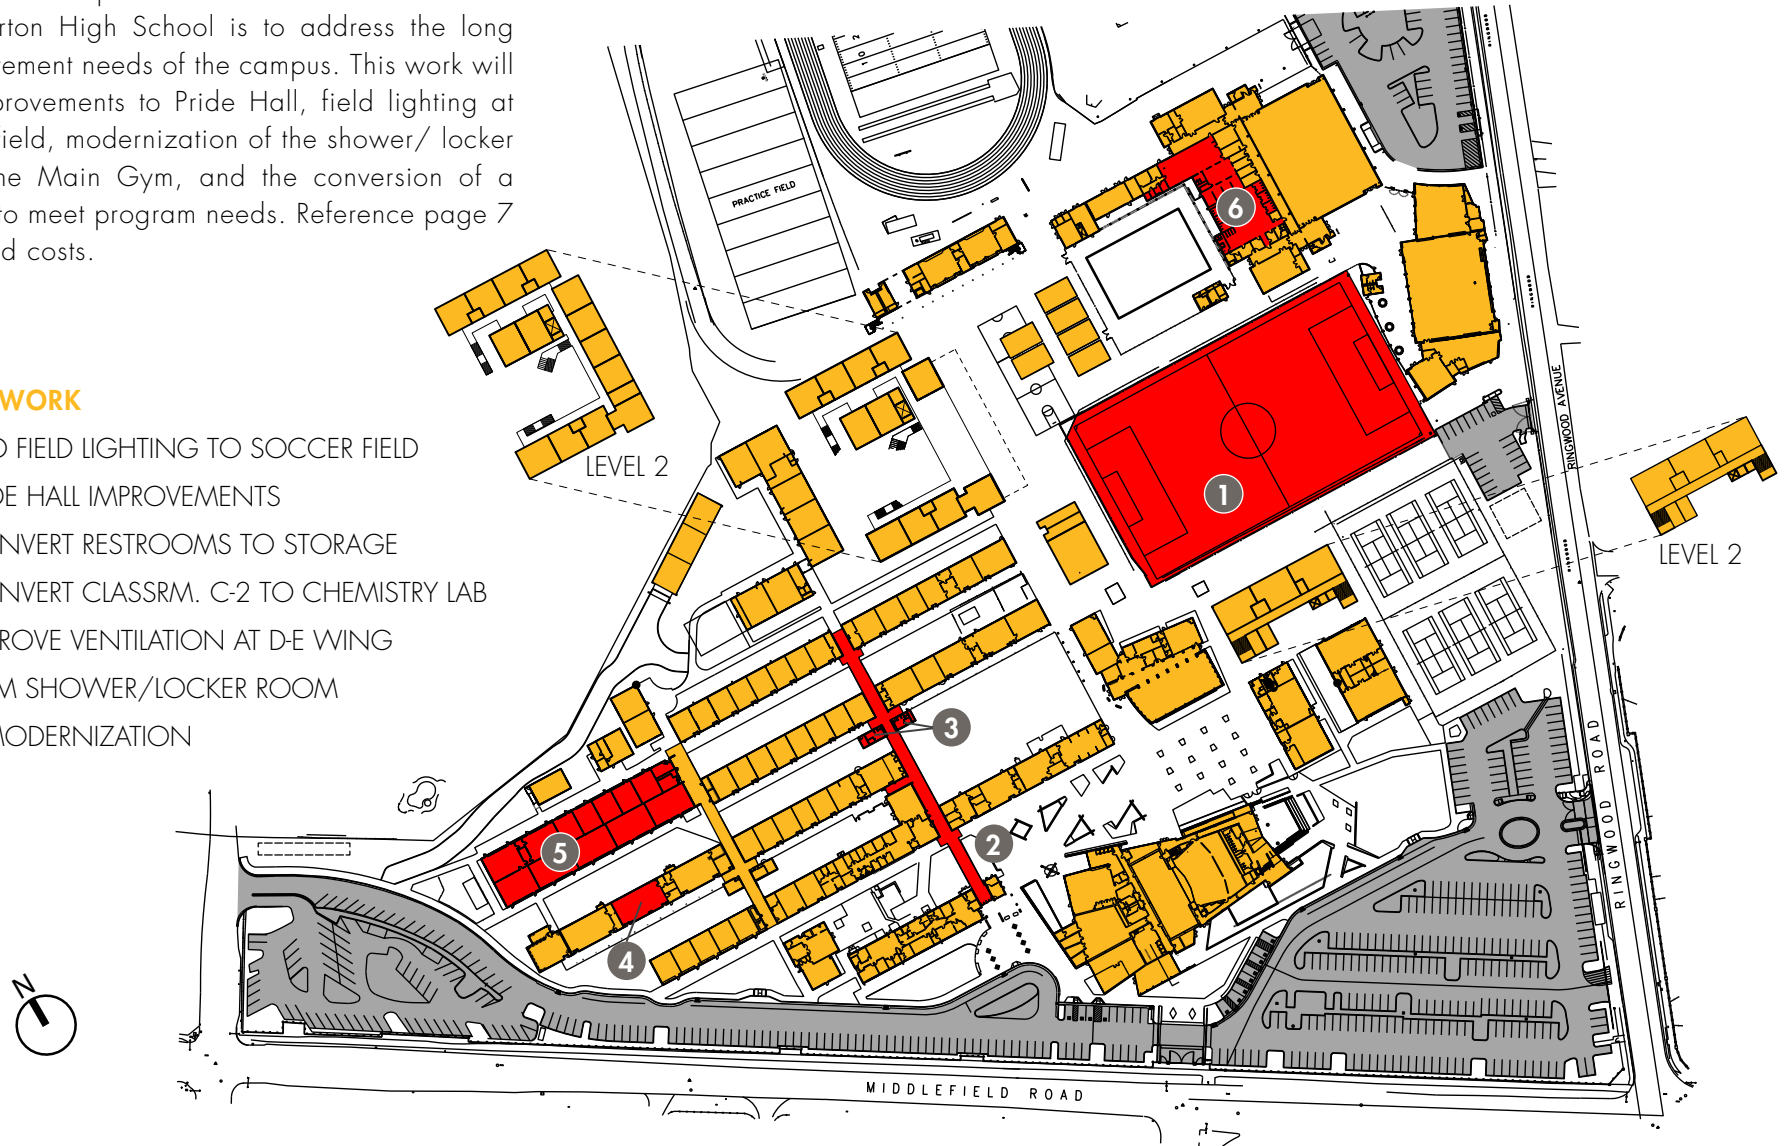 rton High School is to address the long
ement needs of the campus. This work will
provements to Pride Hall, field lighting at
field, modernization of the shower/ locker
he Main Gym, and the conversion of a
to meet program needs. Reference page 7
d costs.
WORK
D FIELD LIGHTING TO SOCCER FIELD
DE HALL IMPROVEMENTS
NVERT RESTROOMS TO STORAGE
NVERT CLASSRM. C-2 TO CHEMISTRY LAB
ROVE VENTILATION AT D-E WING
M SHOWER/LOCKER ROOM
MODERNIZATION
PRACTICE FIELD
6
LEVEL 2
1
RINGWOOD AVENUE
LEVEL 2
3
2
5
4
RINGWOOD ROAD
N
MIDDLEFIELD ROAD